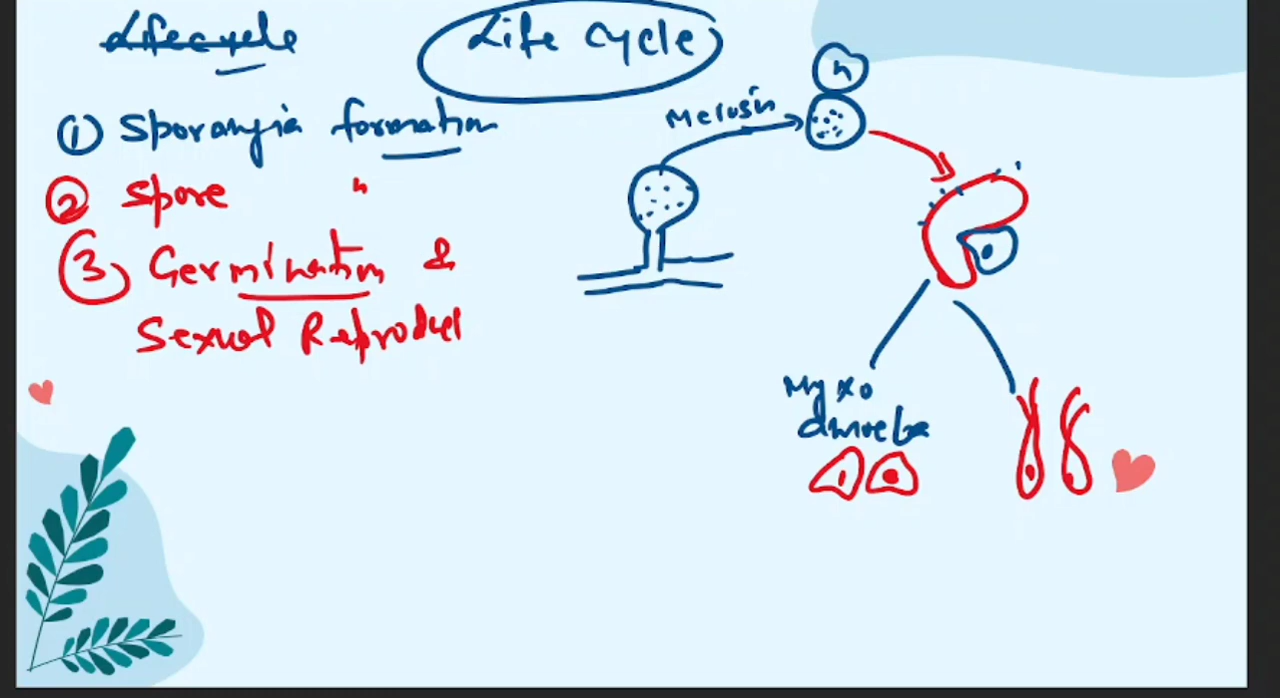 Lifecycle
Life cycle
① Sporangia formation
② Spore "
③ Germination &
Sexual Reproduct
Meiosis
n
Myxo
amoeba